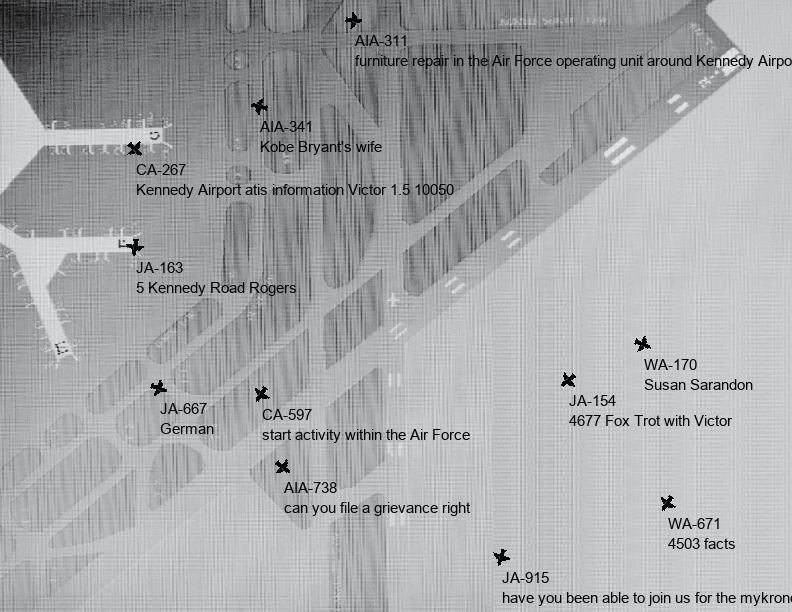 AIA-311
furniture repair in the Air Force operating unit around Kennedy Airpo
AIA-341
Kobe Bryant's wife
CA-267
Kennedy Airport atis information Victor 1.5 10050
JA-163
5 Kennedy Road Rogers
WA-170
Susan Sarandon
JA-154
4677 Fox Trot with Victor
JA-667
German
CA-597
start activity within the Air Force
AIA-738
can you file a grievance right
WA-671
4503 facts
JA-915
have you been able to join us for the mykrono